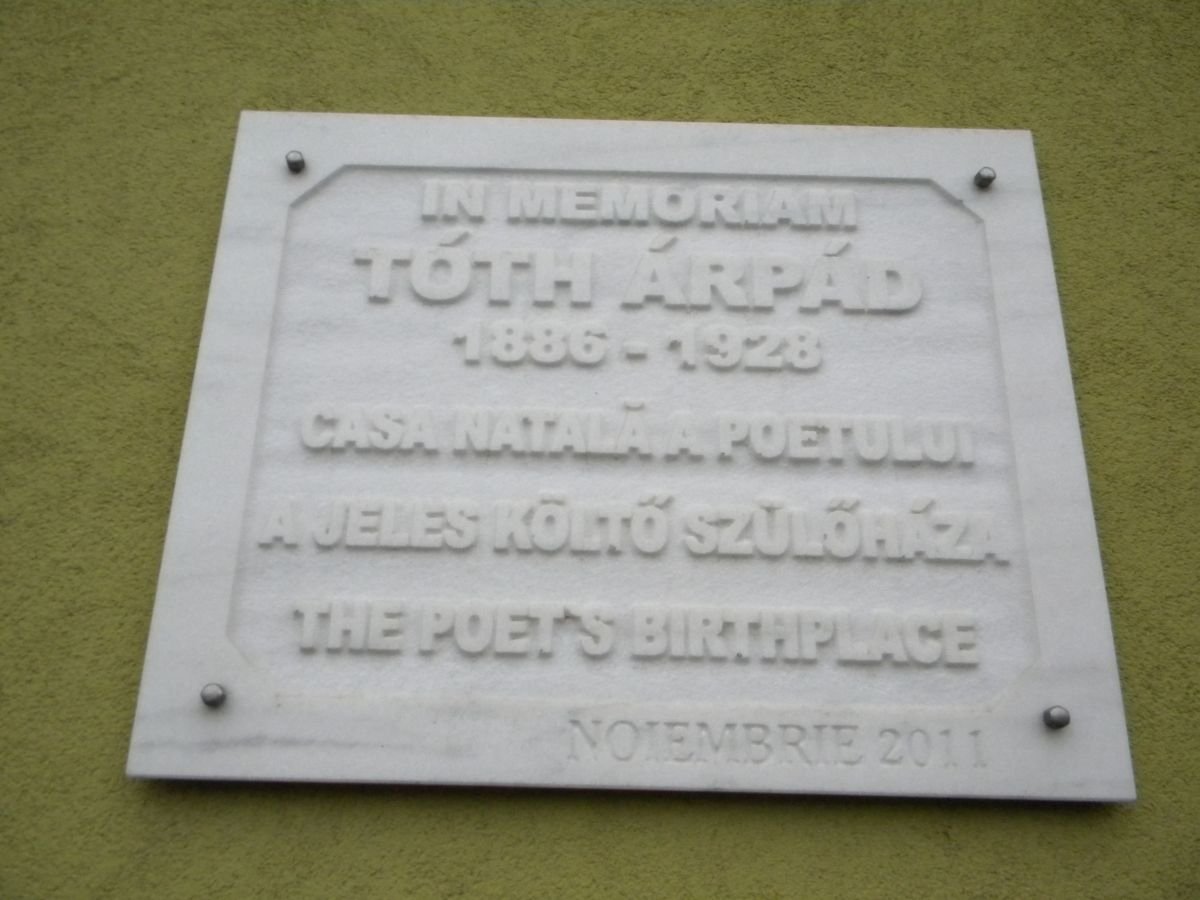 IN MEMORIAM
TÓTH ÁRPÁD
1886 - 1928
CASA NATALĂ A POETULUI
A JELES KÖLTŐ SZÜLŐHÁZA
THE POET'S BIRTHPLACE
NOIEMBRIE 2011